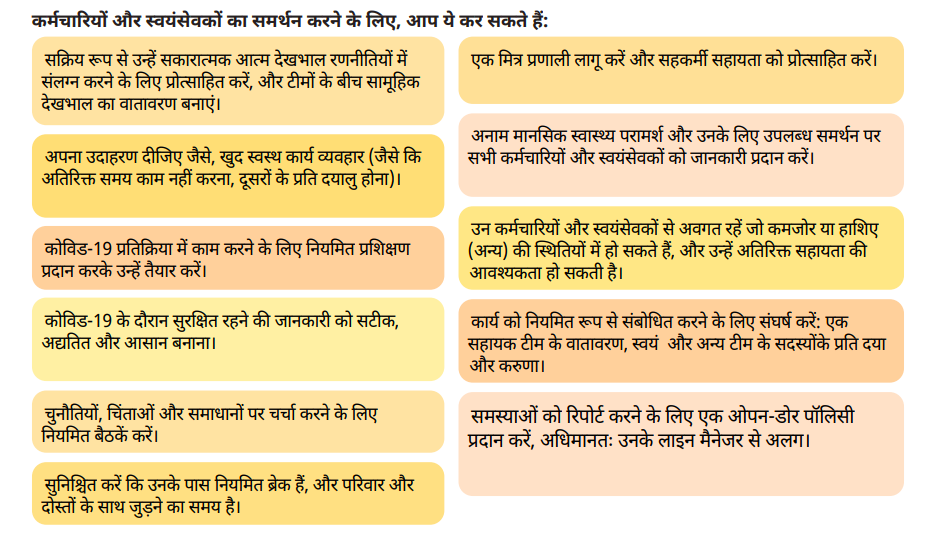 कर्मचारियों और स्वयंसेवकों का समर्थन करने के लिए, आप ये कर सकते हैं:
सक्रिय रूप से उन्हें सकारात्मक आत्म देखभाल रणनीतियों में
संलग्न करने के लिए प्रोत्साहित करें, और टीमों के बीच सामूहिक
देखभाल का वातावरण बनाएं।
अपना उदाहरण दीजिए जैसे, खुद स्वस्थ कार्य व्यवहार (जैसे कि
अतिरिक्त समय काम नहीं करना, दूसरों के प्रति दयालु होना)।
कोविड-19 प्रतिक्रिया में काम करने के लिए नियमित प्रशिक्षण
प्रदान करके उन्हें तैयार करें।
कोविड-19 के दौरान सुरक्षित रहने की जानकारी को सटीक,
अद्यतित और आसान बनाना।
चुनौतियों, चिंताओं और समाधानों पर चर्चा करने के लिए
नियमित बैठकें करें।
सुनिश्चित करें कि उनके पास नियमित ब्रेक हैं, और परिवार और
दोस्तों के साथ जुड़ने का समय है।
एक मित्र प्रणाली लागू करें और सहकर्मी सहायता को प्रोत्साहित करें।
अनाम मानसिक स्वास्थ्य परामर्श और उनके लिए उपलब्ध समर्थन पर
सभी कर्मचारियों और स्वयंसेवकों को जानकारी प्रदान करें।
उन कर्मचारियों और स्वयंसेवकों से अवगत रहें जो कमजोर या हाशिए
(अन्य) की स्थितियों में हो सकते हैं, और उन्हें अतिरिक्त सहायता की
आवश्यकता हो सकती है।
कार्य को नियमित रूप से संबोधित करने के लिए संघर्ष करें: एक
सहायक टीम के वातावरण, स्वयं और अन्य टीम के सदस्योंके प्रति दया
और करुणा।
समस्याओं को रिपोर्ट करने के लिए एक ओपन-डोर पॉलिसी
प्रदान करें, अधिमानतः उनके लाइन मैनेजर से अलग।